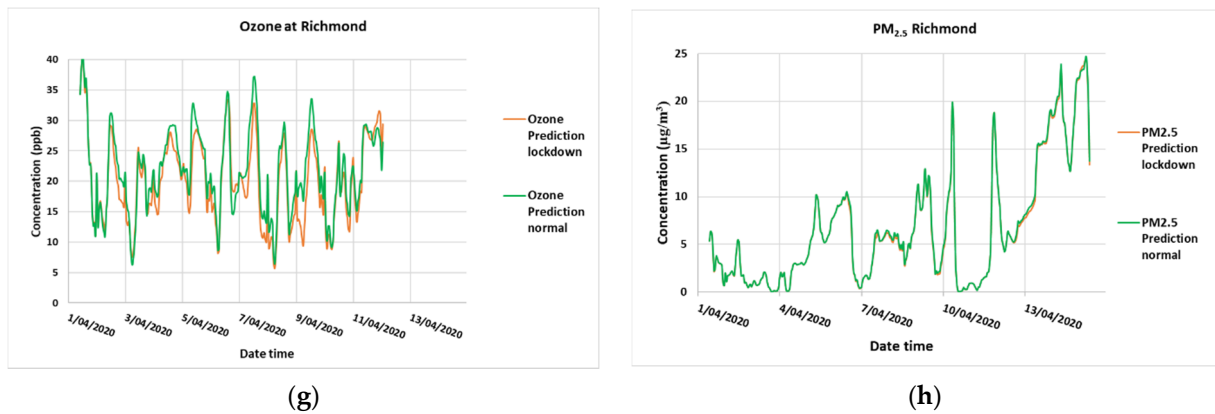 Ozone at Richmond
40
35
30
25
20
15
10
5
0
Concentration (ppb)
1/04/2020 3/04/2020 5/04/2020 7/04/2020 9/04/2020 11/04/2020 13/04/2020
Date time
Ozone
Prediction
lockdown
Ozone
Prediction
normal
(g)
PM2.5 Richmond
25
20
15
10
5
0
Concentration (µg/m³)
1/04/2020 4/04/2020 7/04/2020 10/04/2020 13/04/2020
Date time
PM2.5
Prediction
lockdown
PM2.5
Prediction
normal
(h)